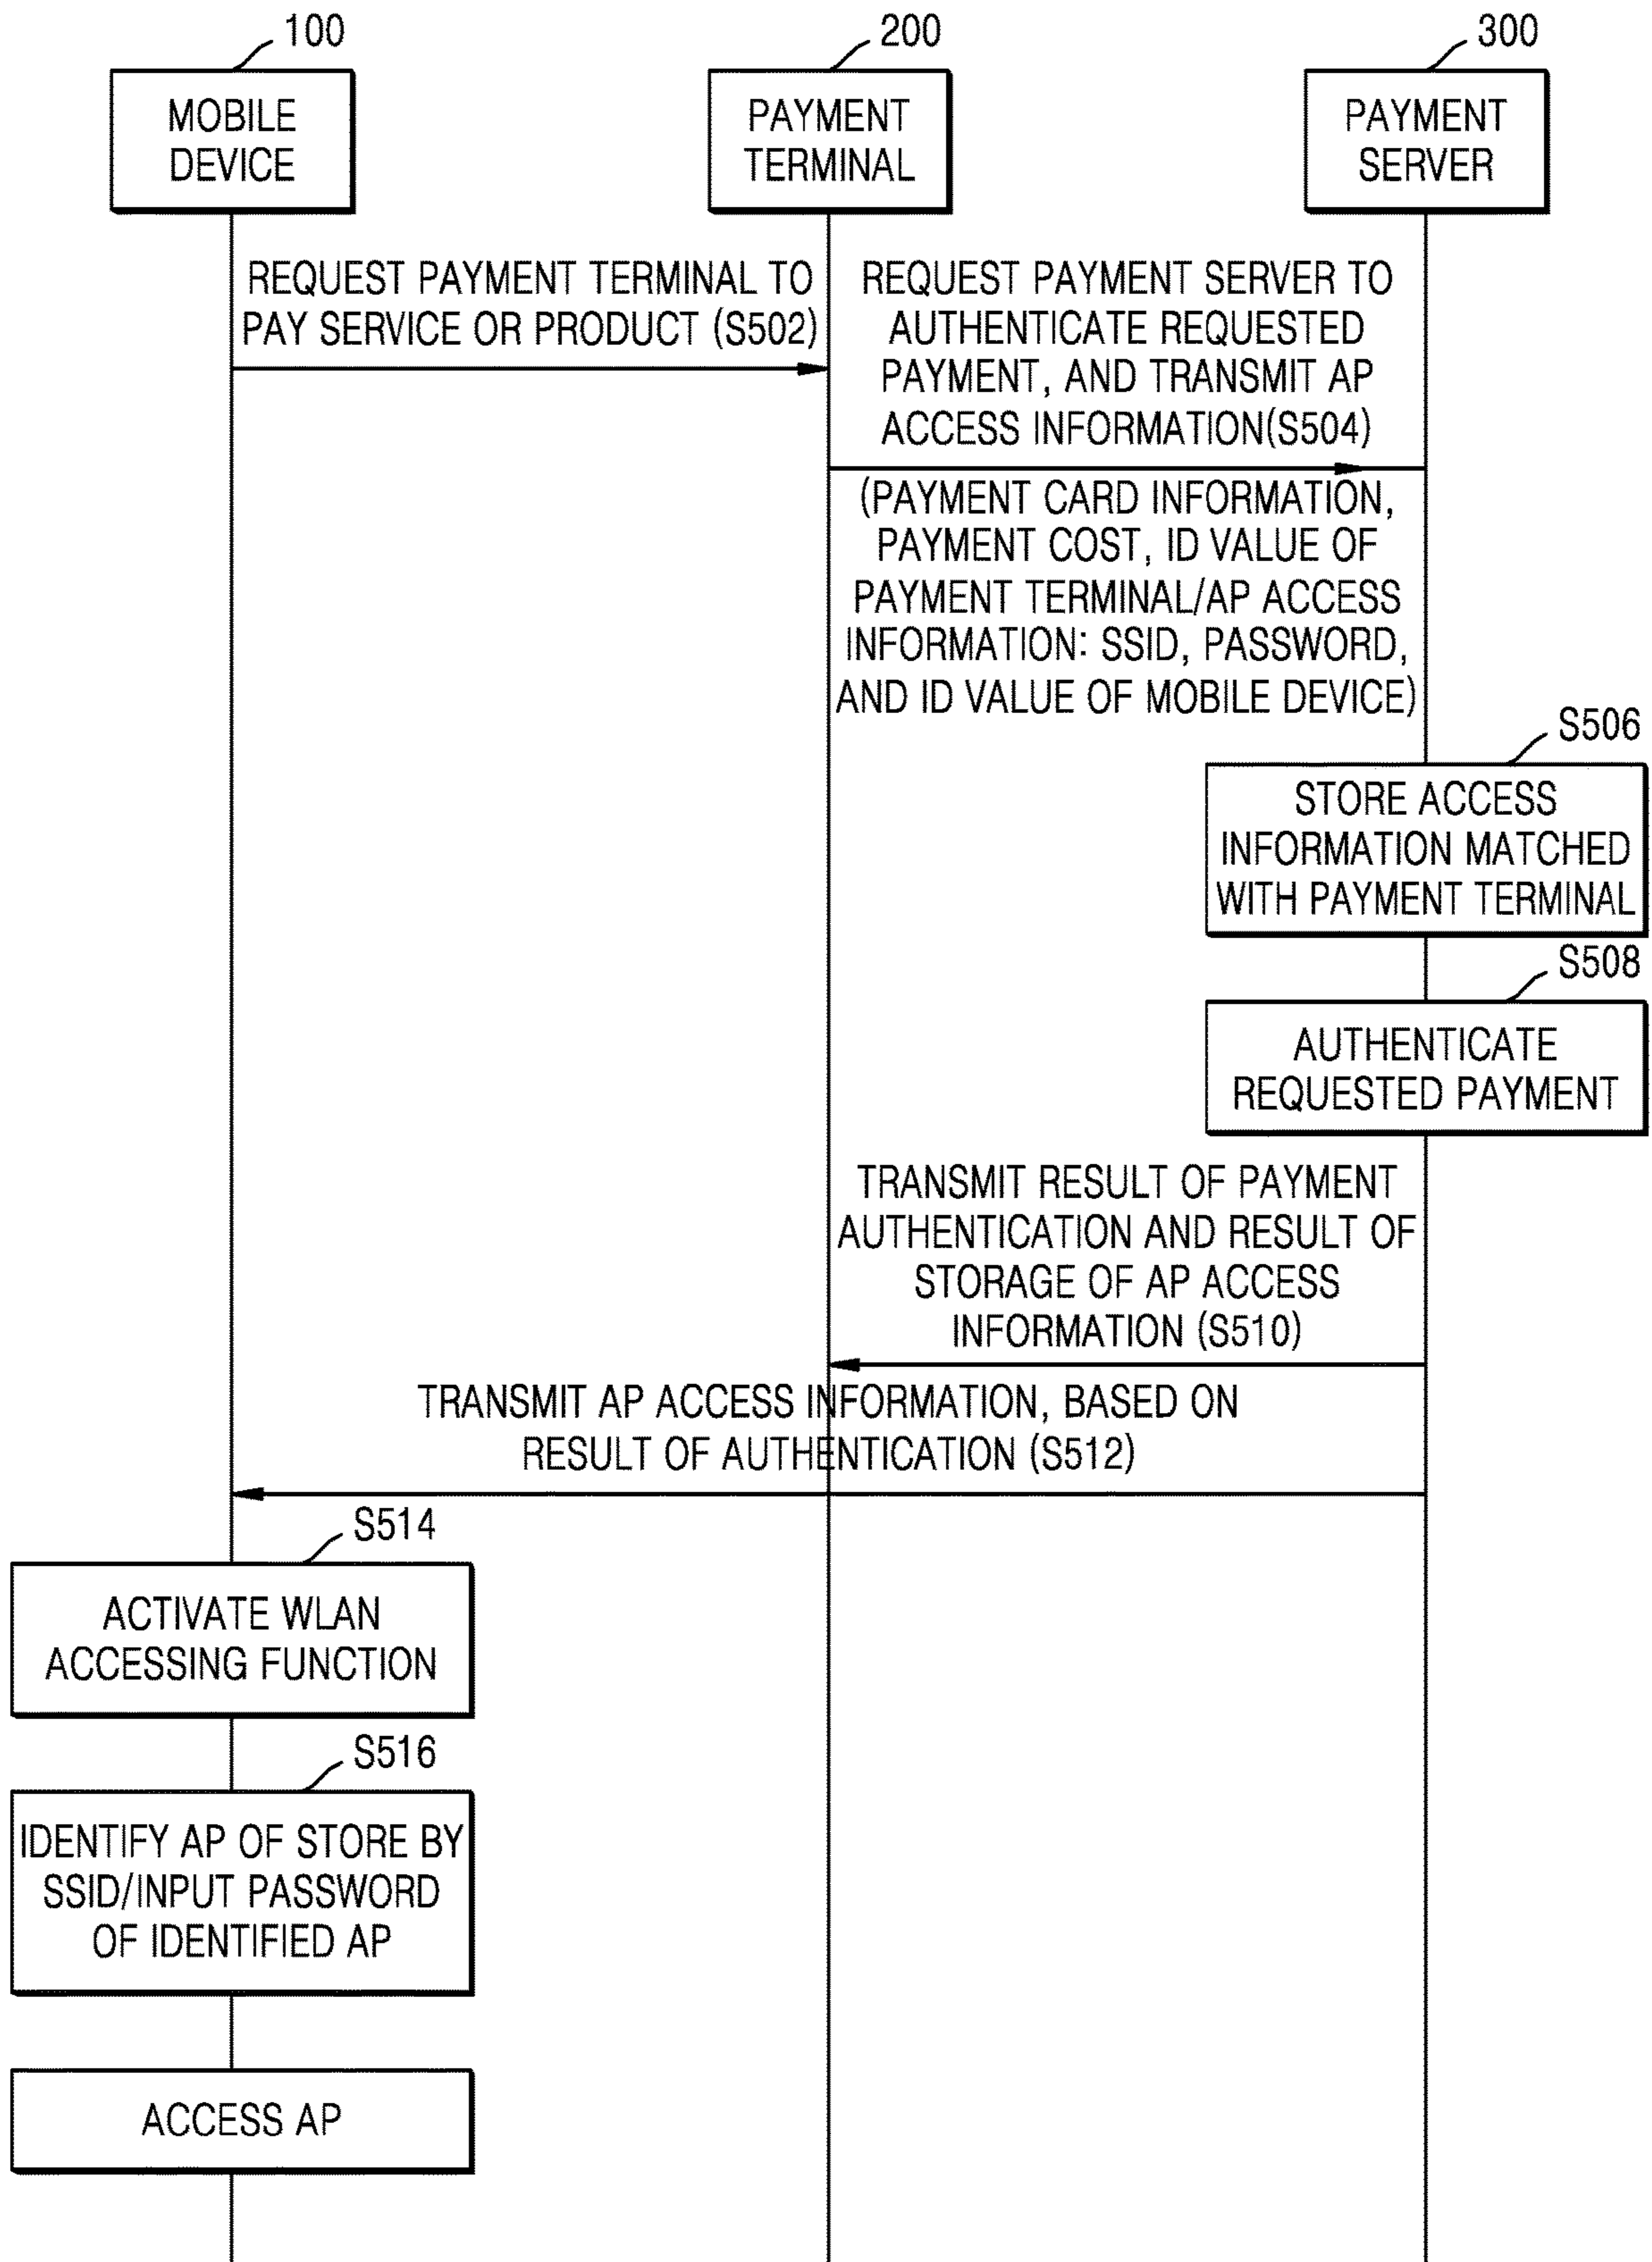 100
200
300
MOBILE
DEVICE
PAYMENT
TERMINAL
PAYMENT
SERVER
REQUEST PAYMENT TERMINAL TO
PAY SERVICE OR PRODUCT (S502)
REQUEST PAYMENT SERVER TO
AUTHENTICATE REQUESTED
PAYMENT, AND TRANSMIT AP
ACCESS INFORMATION(S504)
(PAYMENT CARD INFORMATION,
PAYMENT COST, ID VALUE OF
PAYMENT TERMINAL/AP ACCESS
INFORMATION: SSID, PASSWORD,
AND ID VALUE OF MOBILE DEVICE)
S506
STORE ACCESS
INFORMATION MATCHED
WITH PAYMENT TERMINAL
S508
AUTHENTICATE
REQUESTED PAYMENT
TRANSMIT RESULT OF PAYMENT
AUTHENTICATION AND RESULT OF
STORAGE OF AP ACCESS
INFORMATION (S510)
TRANSMIT AP ACCESS INFORMATION, BASED ON
RESULT OF AUTHENTICATION (S512)
S514
ACTIVATE WLAN
ACCESSING FUNCTION
S516
IDENTIFY AP OF STORE BY
SSID/INPUT PASSWORD
OF IDENTIFIED AP
ACCESS AP